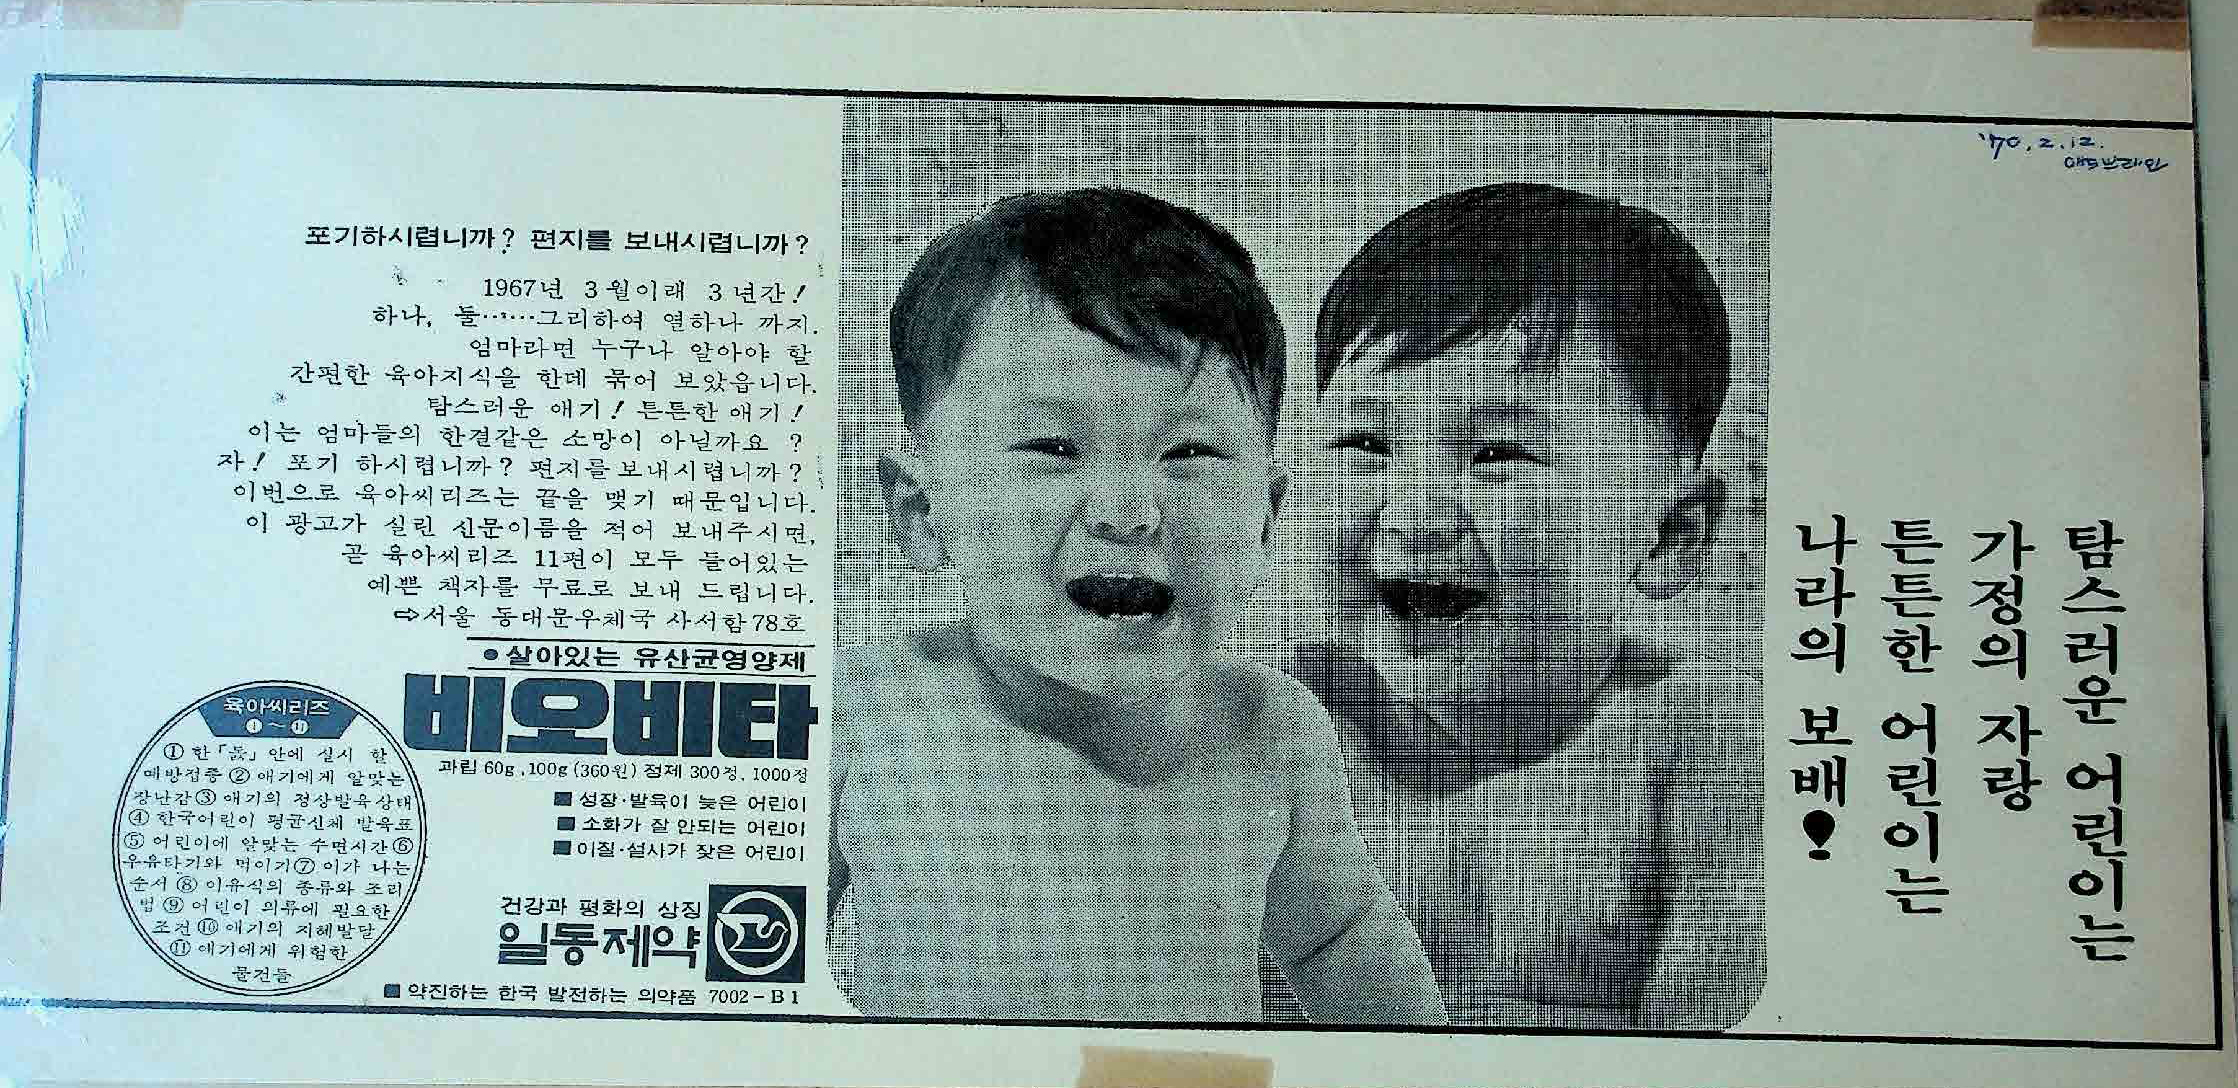 '70. 2. 12.
애드브레인
탐스러운 어린이는
가정의 자랑
튼튼한 어린이는
나라의 보배!
포기하시렵니까? 편지를 보내시렵니까?
1967년 3월이래 3년간!
하나, 둘……그리하여 열하나 까지.
엄마라면 누구나 알아야 할
간편한 육아지식을 한데 묶어 보았읍니다.
탐스러운 애기! 튼튼한 애기!
이는 엄마들의 한결같은 소망이 아닐까요 ?
자! 포기 하시렵니까? 편지를 보내시렵니까?
이번으로 육아씨리즈는 끝을 맺기 때문입니다.
이 광고가 실린 신문이름을 적어 보내주시면,
곧 육아씨리즈 11편이 모두 들어있는
예쁜 책자를 무료로 보내 드립니다.
⇨서울 동대문우체국 사서함 78호
●살아있는 유산균영양제
비오비타
과립 60g, 100g (360원) 정제 300정, 1000정
■ 성장·발육이 늦은 어린이
■ 소화가 잘 안되는 어린이
■ 이질·설사가 잦은 어린이
건강과 평화의 상징
일동제약
■ 약진하는 한국 발전하는 의약품 7002-B1
육아씨리즈
①~⑪
① 한「돐」안에 실시 할
예방접종 ② 애기에게 알맞는
장난감 ③ 애기의 정상발육상태
④ 한국어린이 평균신체 발육표
⑤ 어린이에 알맞는 수면시간 ⑥
우유타기와 먹이기 ⑦ 이가 나는
순서 ⑧ 이유식의 종류와 조리
법 ⑨ 어린이 의류에 필요한
조건 ⑩ 애기의 지혜발달
⑪ 애기에게 위험한
물건들